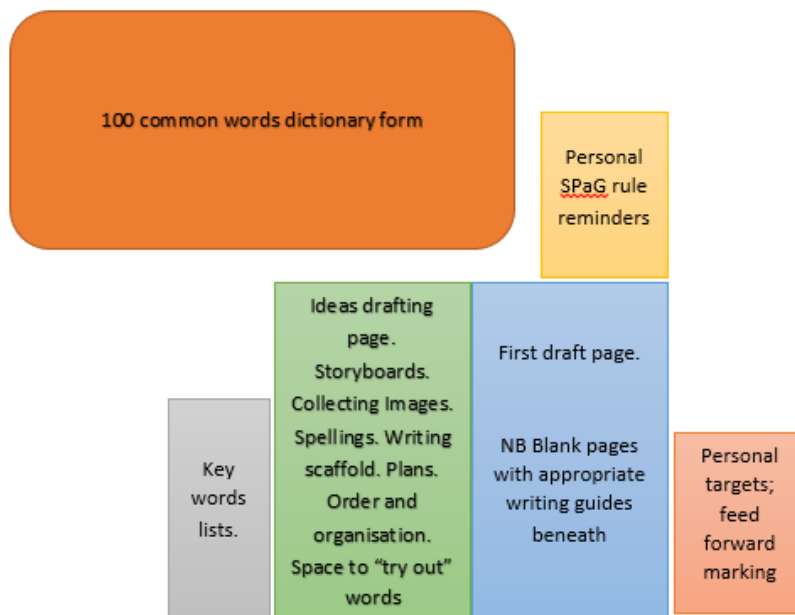 100 common words dictionary form
Personal
SPaG rule
reminders
Ideas drafting
page.
Storyboards.
Collecting Images.
Spellings. Writing
scaffold. Plans.
Order and
organisation.
Space to “try out”
words
First draft page.
NB Blank pages
with appropriate
writing guides
beneath
Key
words
lists.
Personal
targets;
feed
forward
marking